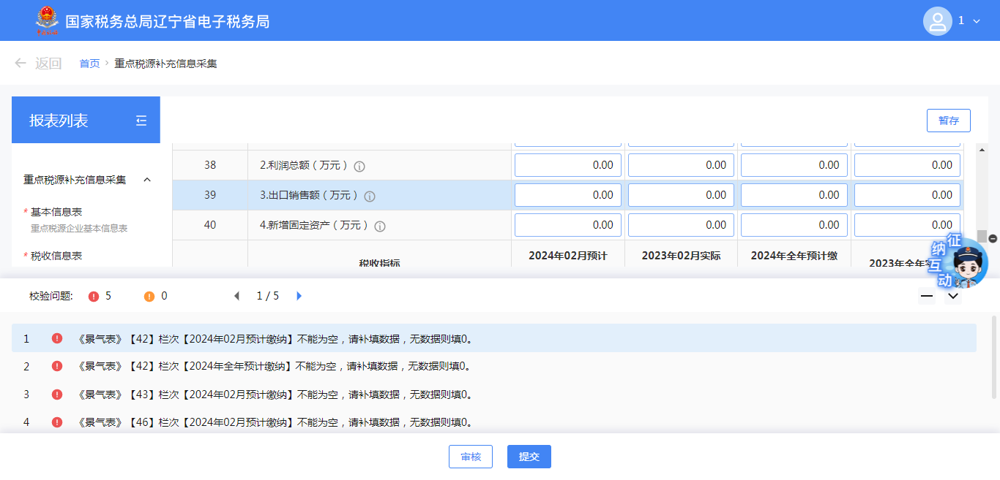 国家税务总局辽宁省电子税务局
1
返回 首页 > 重点税源补充信息采集
报表列表
暂存
重点税源补充信息采集
* 基本信息表
重点税源企业基本信息表
* 税收信息表
38 2.利润总额（万元） 0.00 0.00 0.00 0.00
39 3.出口销售额（万元） 0.00 0.00 0.00 0.00
40 4.新增固定资产（万元） 0.00 0.00 0.00 0.00
税收指标 2024年02月预计 2023年02月实际 2024年全年预计缴 2023年全年
征纳互动
校验问题: 5 0 1 / 5
1 《景气表》【42】栏次【2024年02月预计缴纳】不能为空，请补填数据，无数据则填0。
2 《景气表》【42】栏次【2024年全年预计缴纳】不能为空，请补填数据，无数据则填0。
3 《景气表》【43】栏次【2024年02月预计缴纳】不能为空，请补填数据，无数据则填0。
4 《景气表》【46】栏次【2024年02月预计缴纳】不能为空，请补填数据，无数据则填0。
审核 提交